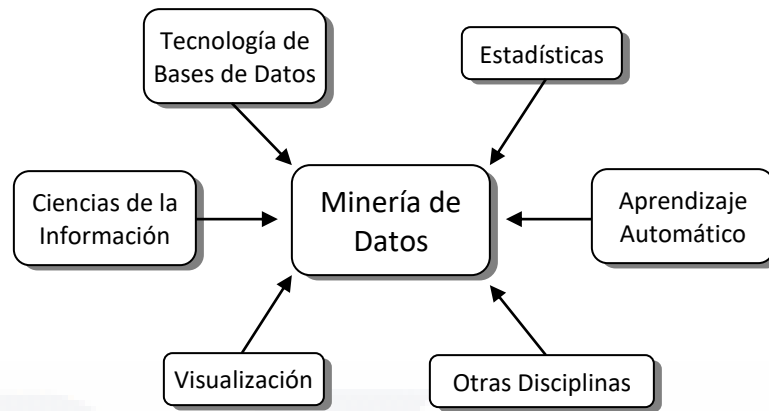 Tecnología de
Bases de Datos
Estadísticas
Ciencias de la
Información
Minería de
Datos
Aprendizaje
Automático
Visualización
Otras Disciplinas